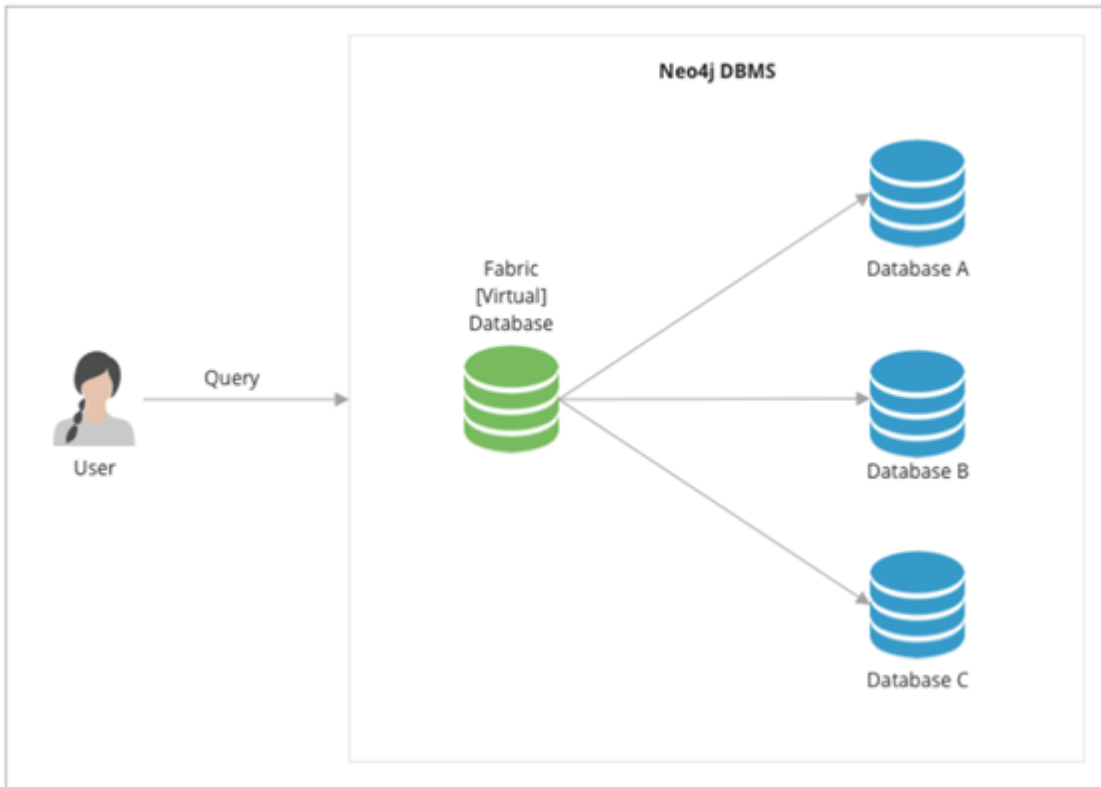 Neo4j DBMS
Database A
Fabric
[Virtual]
Database
Query
User
Database B
Database C